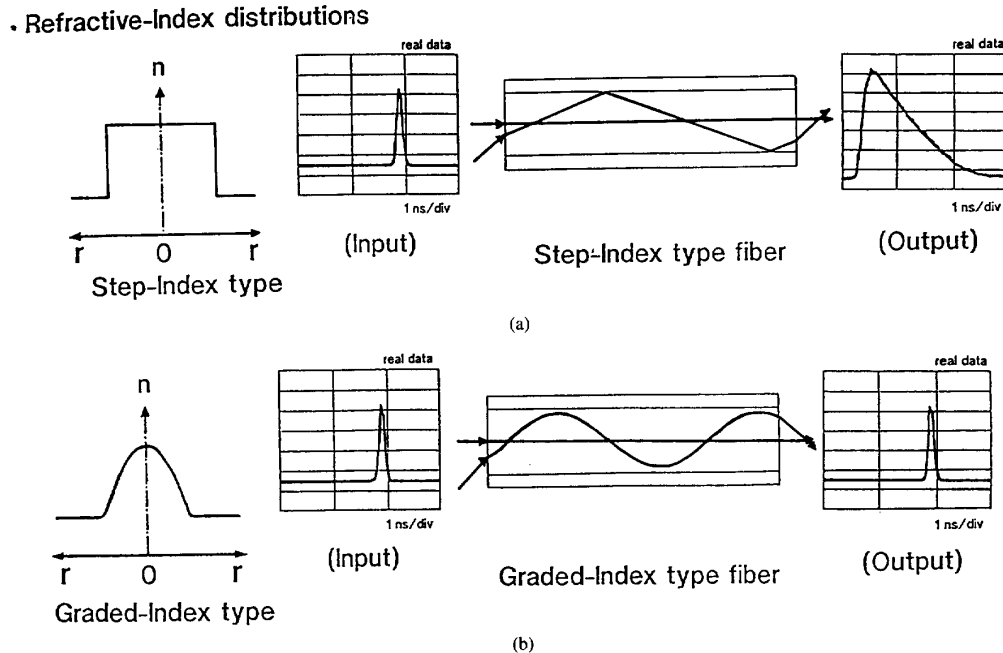 . Refractive-Index distributions
n
r
0
r
Step-Index type
real data
1 ns/div
(Input)
Step-Index type fiber
real data
1 ns/div
(Output)
(a)
n
r
0
r
Graded-Index type
real data
1 ns/div
(Input)
Graded-Index type fiber
real data
1 ns/div
(Output)
(b)